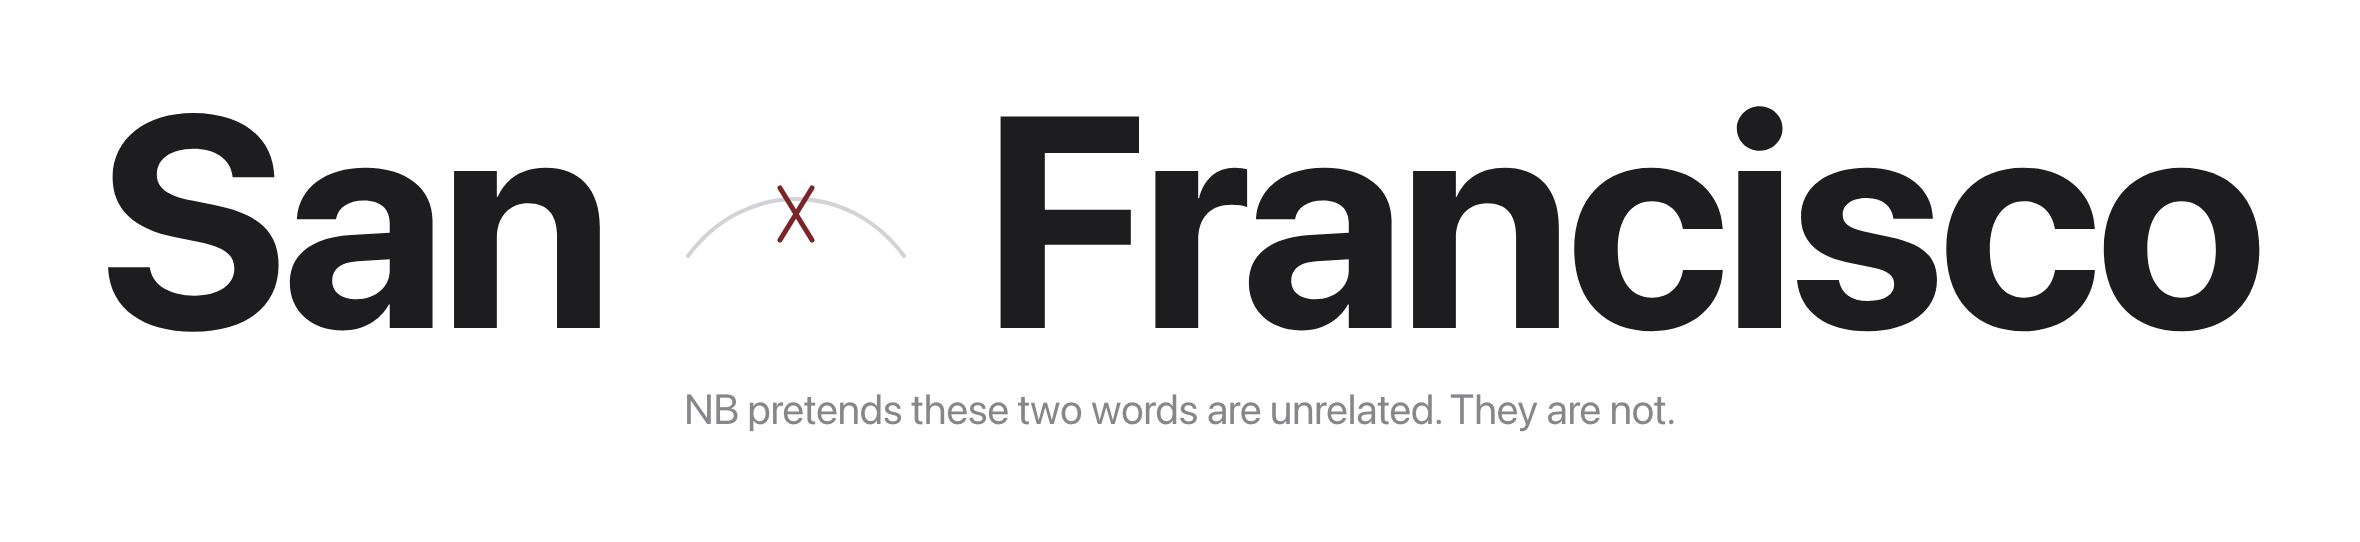 San Francisco
NB pretends these two words are unrelated. They are not.